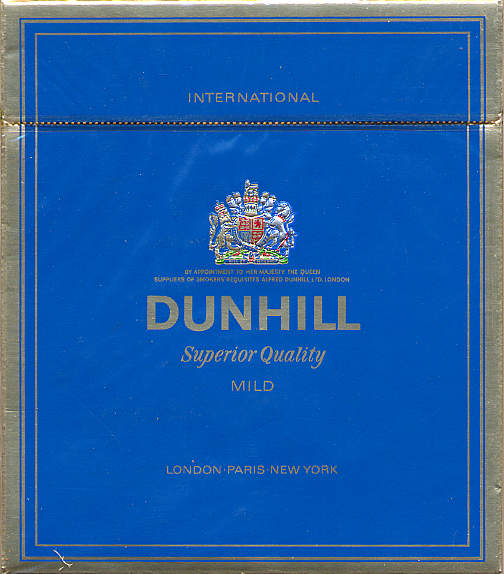 INTERNATIONAL
BY APPOINTMENT TO HER MAJESTY THE QUEEN
SUPPLIERS OF SMOKERS' REQUISITES ALFRED DUNHILL LTD. LONDON
DUNHILL
Superior Quality
MILD
LONDON·PARIS·NEW YORK